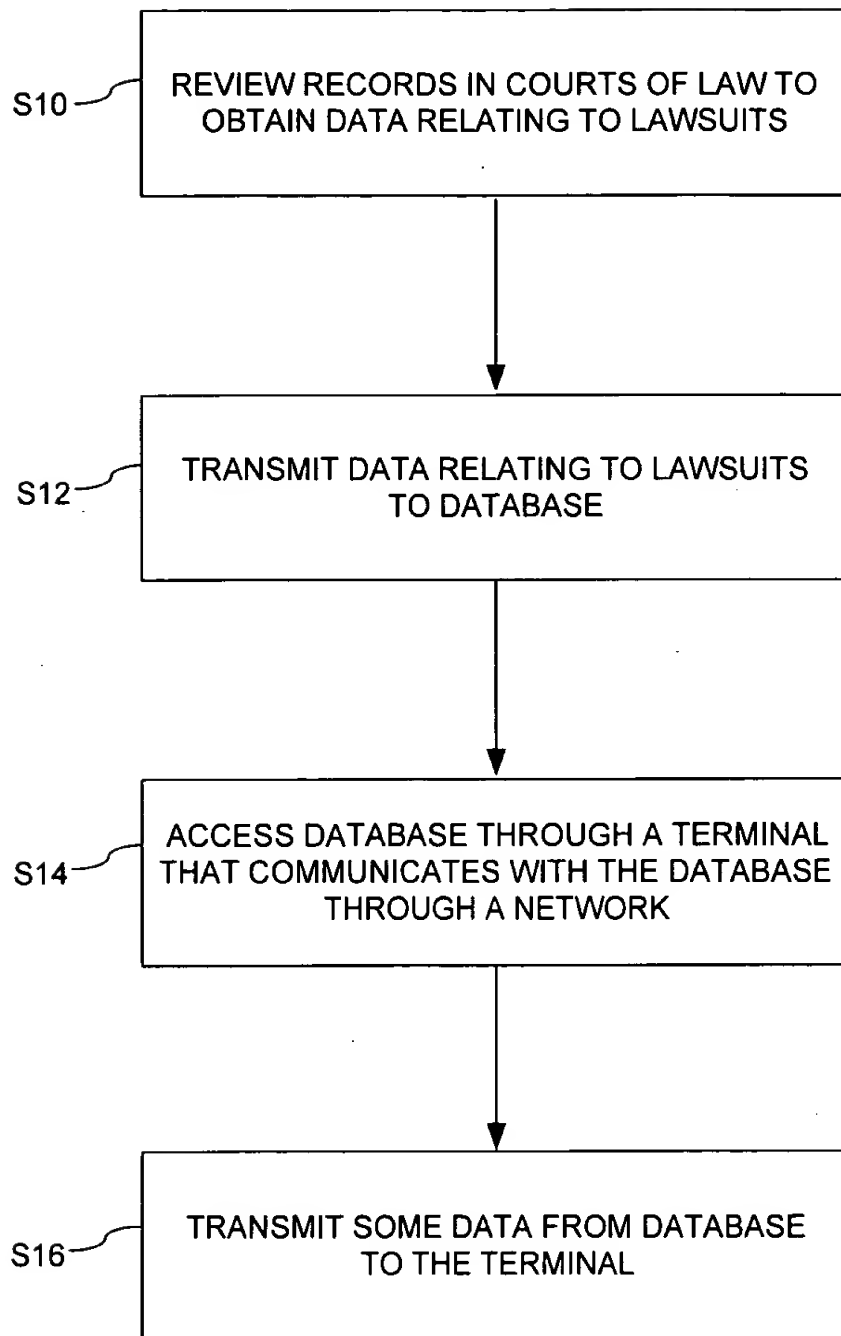 S10
REVIEW RECORDS IN COURTS OF LAW TO
OBTAIN DATA RELATING TO LAWSUITS
S12
TRANSMIT DATA RELATING TO LAWSUITS
TO DATABASE
S14
ACCESS DATABASE THROUGH A TERMINAL
THAT COMMUNICATES WITH THE DATABASE
THROUGH A NETWORK
S16
TRANSMIT SOME DATA FROM DATABASE
TO THE TERMINAL